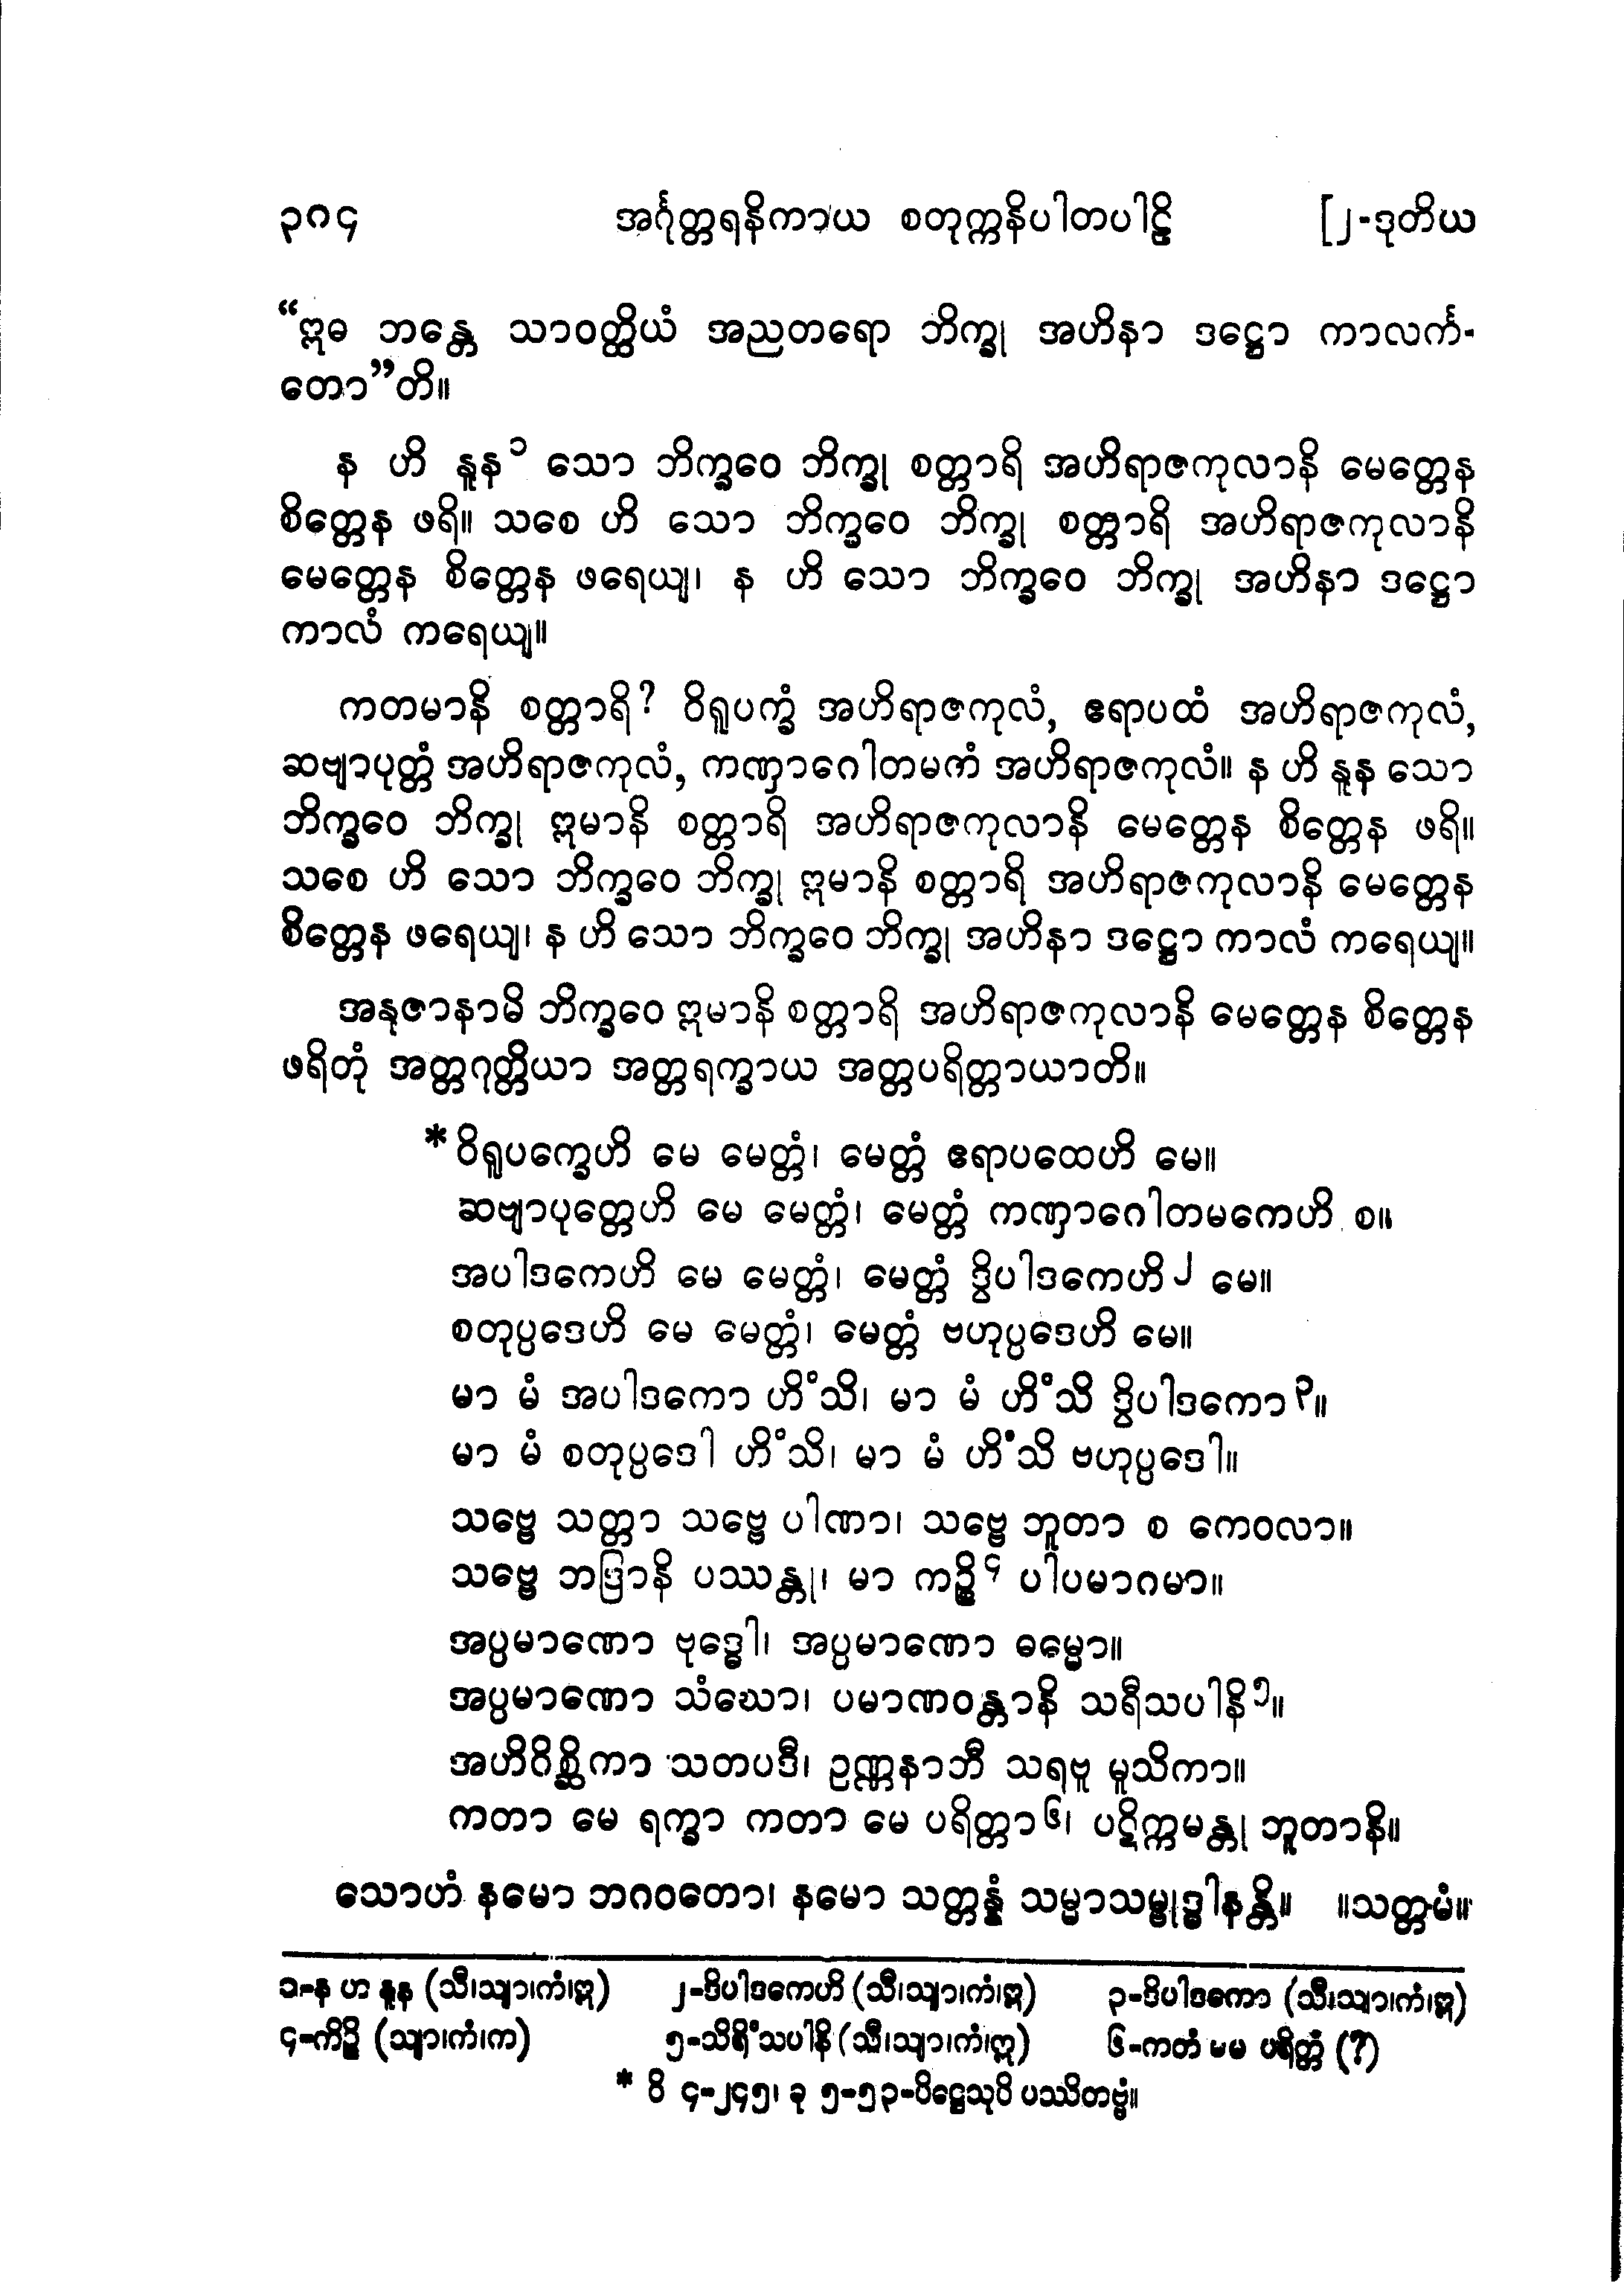 ၃၈၄ အင်္ဂုတ္တရနိကာယ စတုက္ကနိပါတပါဠိ [၂-ဒုတိယ
“ဣဓ ဘန္တေ သာဝတ္ထိယံ အညတရော ဘိက္ခု အဟိနာ ဒဋ္ဌော ကာလင်္က-
တော”တိ။
န ဟိ နူန၁ သော ဘိက္ခဝေ ဘိက္ခု စတ္တာရိ အဟိရာဇကုလာနိ မေတ္တေန
စိတ္တေန ဖရိ။ သစေ ဟိ သော ဘိက္ခဝေ ဘိက္ခု စတ္တာရိ အဟိရာဇကုလာနိ
မေတ္တေန စိတ္တေန ဖရေယျ၊ န ဟိ သော ဘိက္ခဝေ ဘိက္ခု အဟိနာ ဒဋ္ဌော
ကာလံ ကရေယျ။
ကတမာနိ စတ္တာရိ? ဝိရူပက္ခံ အဟိရာဇကုလံ, ဧရာပထံ အဟိရာဇကုလံ,
ဆဗျာပုတ္တံ အဟိရာဇကုလံ, ကဏှာဂေါတမကံ အဟိရာဇကုလံ။ န ဟိ နူန သော
ဘိက္ခဝေ ဘိက္ခု ဣမာနိ စတ္တာရိ အဟိရာဇကုလာနိ မေတ္တေန စိတ္တေန ဖရိ။
သစေ ဟိ သော ဘိက္ခဝေ ဘိက္ခု ဣမာနိ စတ္တာရိ အဟိရာဇကုလာနိ မေတ္တေန
စိတ္တေန ဖရေယျ၊ န ဟိ သော ဘိက္ခဝေ ဘိက္ခု အဟိနာ ဒဋ္ဌော ကာလံ ကရေယျ။
အနုဇာနာမိ ဘိက္ခဝေ ဣမာနိ စတ္တာရိ အဟိရာဇကုလာနိ မေတ္တေန စိတ္တေန
ဖရိတုံ အတ္တဂုတ္တိယာ အတ္တရက္ခာယ အတ္တပရိတ္တာယာတိ။
* ဝိရူပက္ခေဟိ မေ မေတ္တံ၊ မေတ္တံ ဧရာပထေဟိ မေ။
ဆဗျာပုတ္တေဟိ မေ မေတ္တံ၊ မေတ္တံ ကဏှာဂေါတမကေဟိ စ။
အပါဒကေဟိ မေ မေတ္တံ၊ မေတ္တံ ဒွိပါဒကေဟိ၂ မေ။
စတုပ္ပဒေဟိ မေ မေတ္တံ၊ မေတ္တံ ဗဟုပ္ပဒေဟိ မေ။
မာ မံ အပါဒကော ဟိံသိ၊ မာ မံ ဟိံသိ ဒွိပါဒကော၃။
မာ မံ စတုပ္ပဒေါ ဟိံသိ၊ မာ မံ ဟိံသိ ဗဟုပ္ပဒေါ။
သဗ္ဗေ သတ္တာ သဗ္ဗေ ပါဏာ၊ သဗ္ဗေ ဘူတာ စ ကေဝလာ။
သဗ္ဗေ ဘဒြာနိ ပဿန္တု၊ မာ ကဉ္စိ၄ ပါပမာဂမာ။
အပ္ပမာဏော ဗုဒ္ဓေါ၊ အပ္ပမာဏော ဓမ္မော။
အပ္ပမာဏော သံဃော၊ ပမာဏဝန္တာနိ သရီသပါနိ၅။
အဟိဝိစ္ဆိကာ သတပဒီ၊ ဥဏ္ဏနာဘီ သရဗူ မူသိကာ။
ကတာ မေ ရက္ခာ ကတာ မေ ပရိတ္တာ၆၊ ပဋိက္ကမန္တု ဘူတာနိ။
သောဟံ နမော ဘဂဝတော၊ နမော သတ္တန္နံ သမ္မာသမ္ဗုဒ္ဓါနန္တိ။ ။သတ္တမံ။
၁-န ဟ နူန (သီ၊သျာ၊ကံ၊ဣ) ၂-ဒိပါဒကေဟိ (သီ၊သျာ၊ကံ၊ဣ) ၃-ဒိပါဒကော (သီ၊သျာ၊ကံ၊ဣ)
၄-ကိဉ္စိ (သျာ၊ကံ၊က) ၅-သိရိံသပါနိ (သီ၊သျာ၊ကံ၊ဣ) ၆-ကတံ မမ ပရိတ္တံ (?)
* ဝိ ၄-၂၄၅၊ ခု ၅-၅၃-ပိဋ္ဌေသုပိ ပဿိတဗ္ဗံ။